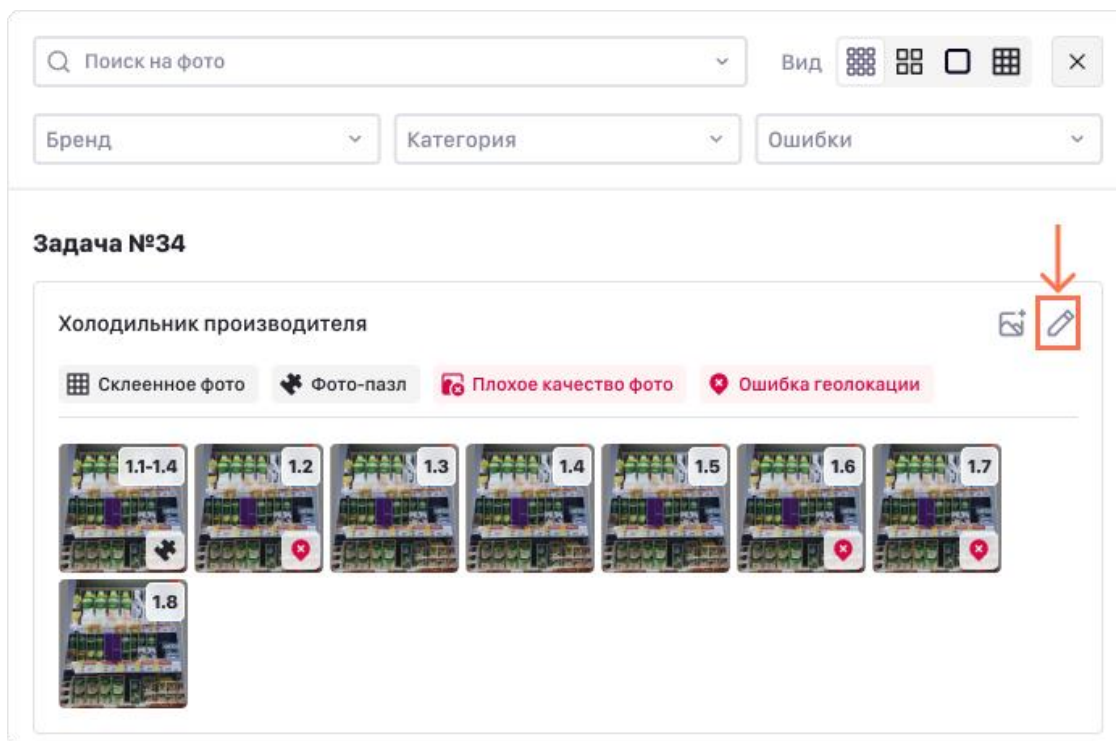 Поиск на фото
Вид
Бренд
Категория
Ошибки
Задача №34
Холодильник производителя
Склеенное фото
Фото-пазл
Плохое качество фото
Ошибка геолокации
1.1-1.4
1.2
1.3
1.4
1.5
1.6
1.7
1.8